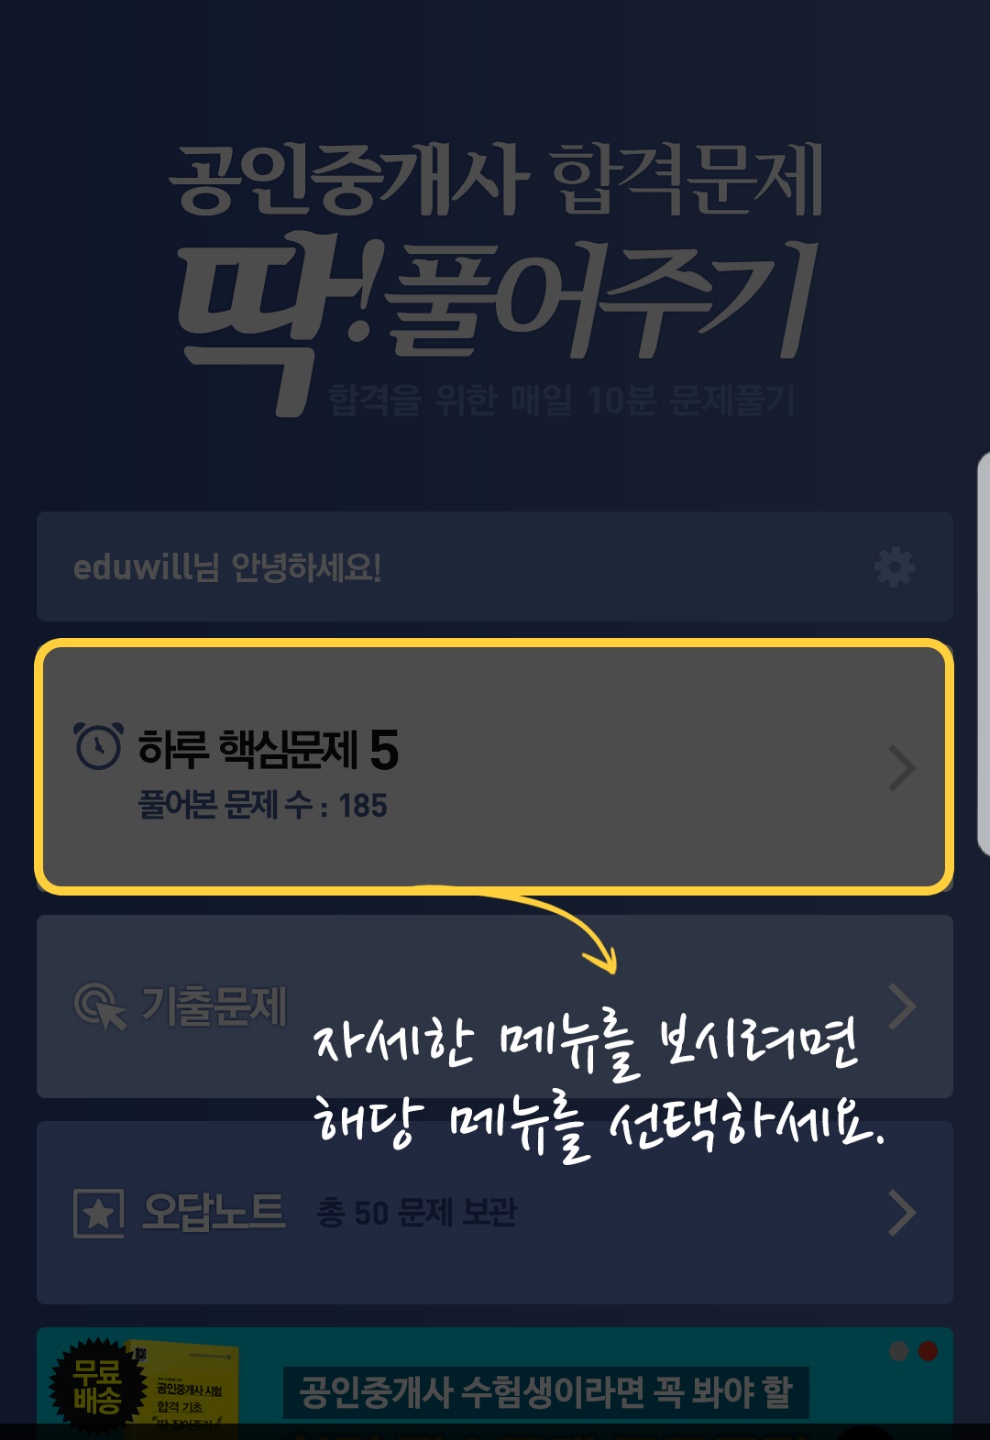 공인중개사 합격문제
딱!풀어주기
합격을 위한 매일 10분 문제풀기
eduwill님 안녕하세요!
하루 핵심문제 5
풀어본 문제 수 : 185
기출문제
자세한 메뉴를 보시려면
해당 메뉴를 선택하세요.
오답노트 총 50 문제 보관
무료
배송
공인중개사 시험
합격 기초
공인중개사 수험생이라면 꼭 봐야 할